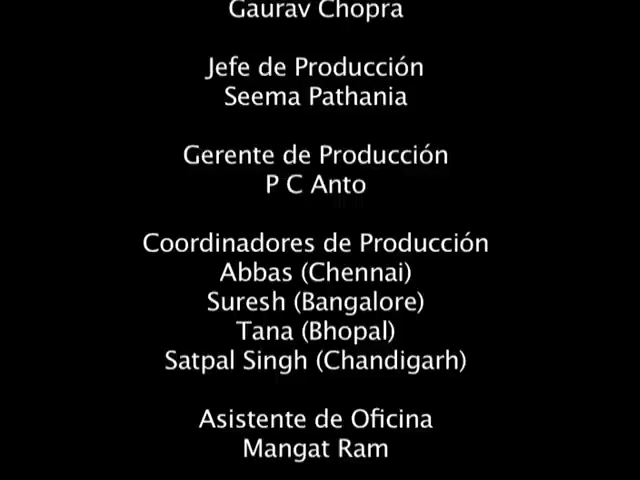 Gaurav Chopra
Jefe de Producción
Seema Pathania
Gerente de Producción
P C Anto
Coordinadores de Producción
Abbas (Chennai)
Suresh (Bangalore)
Tana (Bhopal)
Satpal Singh (Chandigarh)
Asistente de Oficina
Mangat Ram